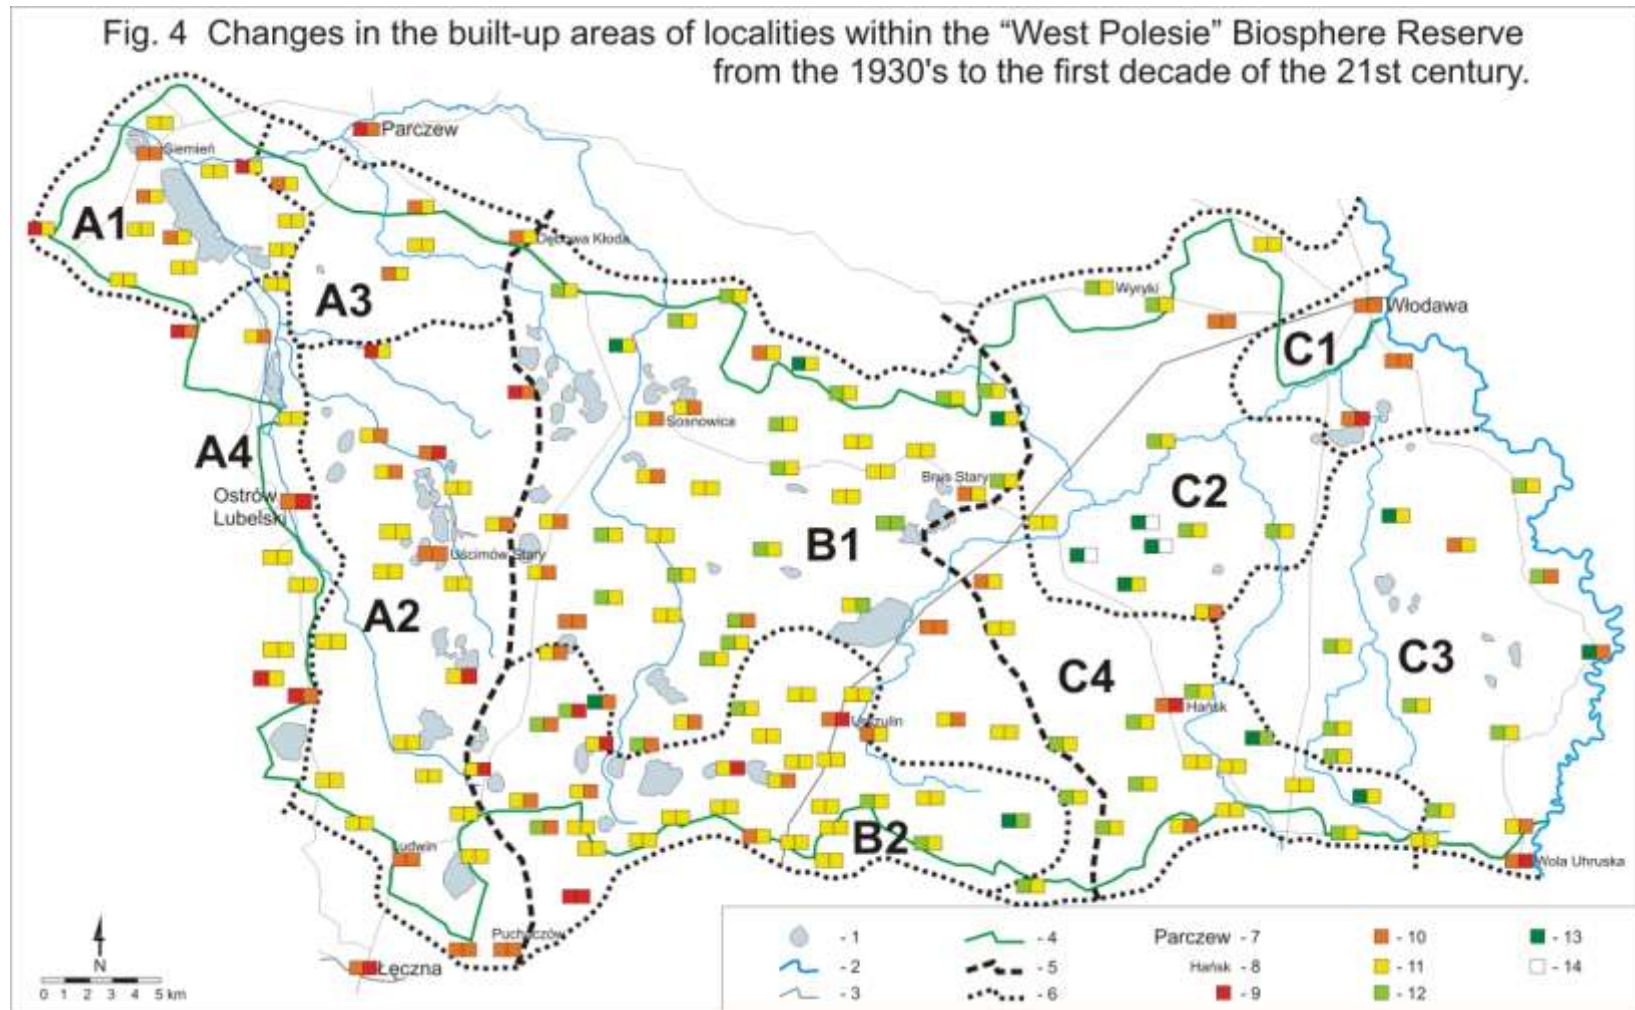 Fig. 4 Changes in the built-up areas of localities within the “West Polesie” Biosphere Reserve
from the 1930's to the first decade of the 21st century.
Parczew
Siemień
A1
Dębowa Kłoda
A3
Wyryki
Włodawa
C1
Sosnowica
A4
Brus Stary
Ostrów
Lubelski
C2
Uścimów Stary
B1
A2
C3
C4
Hańsk
Urszulin
B2
Ludwin
Wola Uhruska
Puchaczów
Łęczna
N
0 1 2 3 4 5 km
- 1
- 4
Parczew - 7
- 10
- 13
- 2
- 5
Hańsk - 8
- 11
- 14
- 3
- 6
- 9
- 12